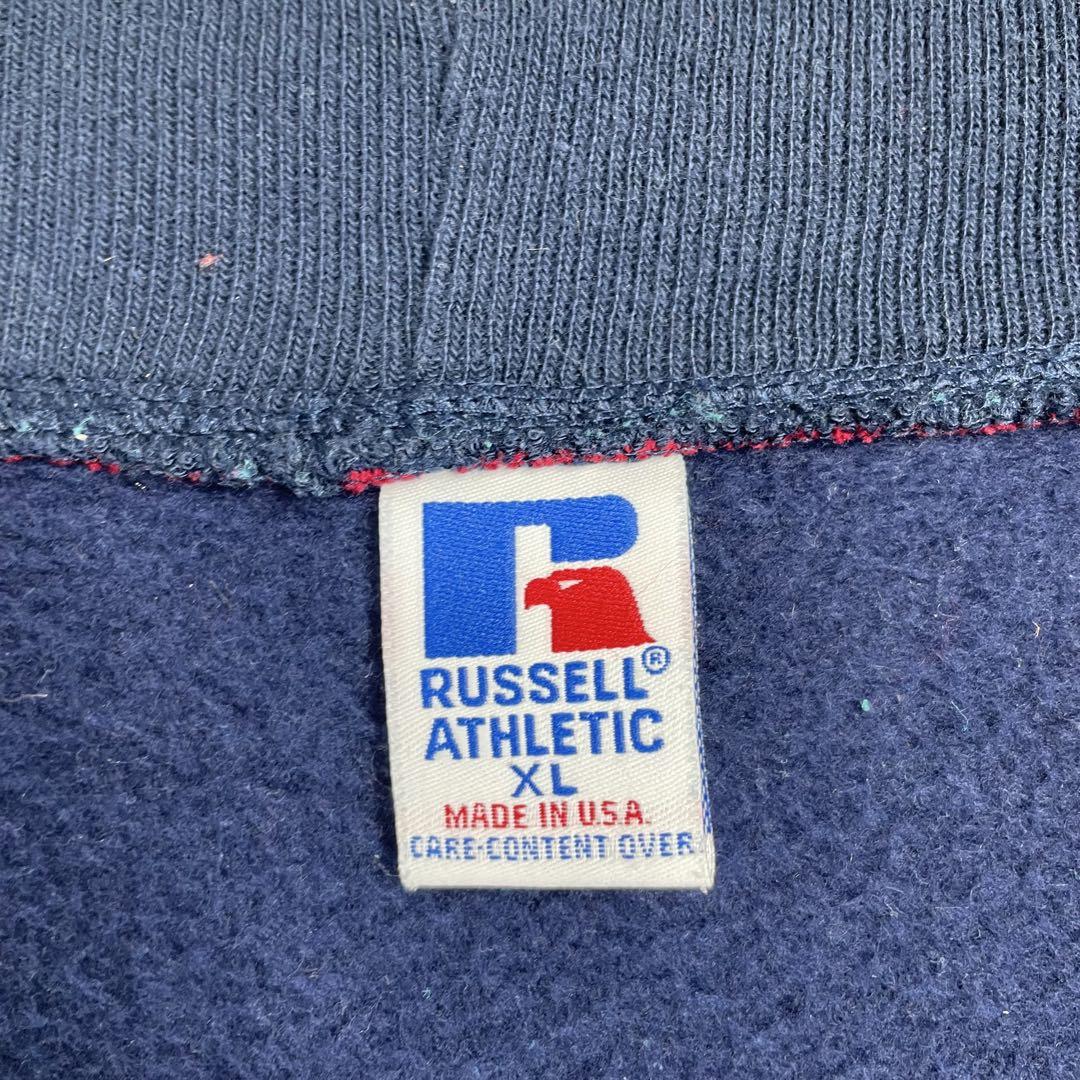 R
RUSSELL®
ATHLETIC
XL
MADE IN U.S.A.
CARE-CONTENT OVER